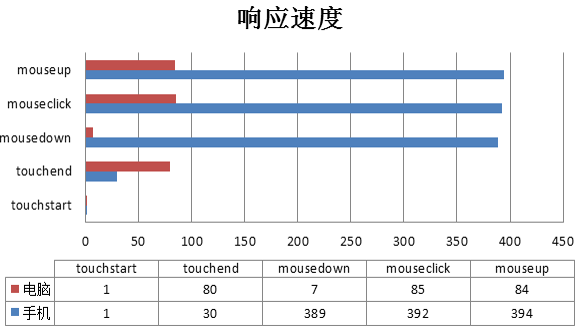 响应速度
mouseup
mouseclick
mousedown
touchend
touchstart
0 50 100 150 200 250 300 350 400 450
touchstart touchend mousedown mouseclick mouseup
电脑 1 80 7 85 84
手机 1 30 389 392 394